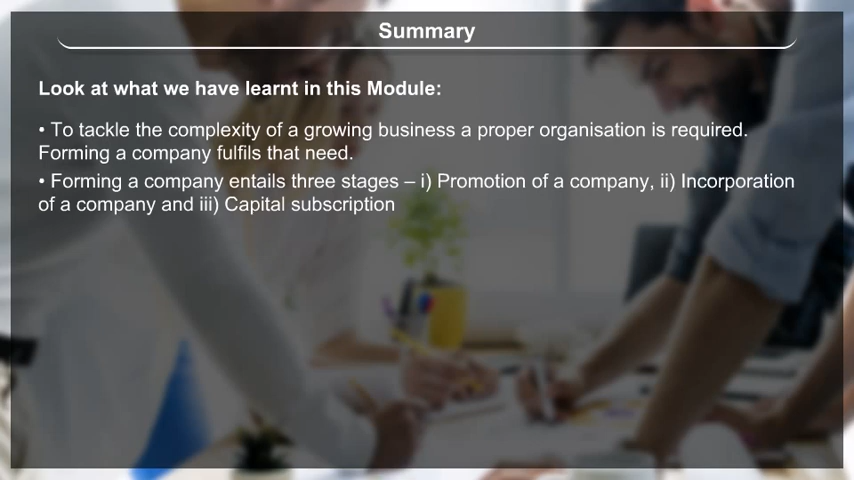 Summary
Look at what we have learnt in this Module:
• To tackle the complexity of a growing business a proper organisation is required.
Forming a company fulfils that need.
• Forming a company entails three stages – i) Promotion of a company, ii) Incorporation
of a company and iii) Capital subscription